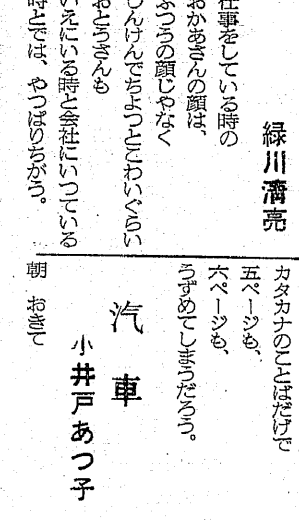 緑川濤亮
仕事をしている時の
おかあさんの顔は、
ふつうの顔じゃなく
しんけんでちよつとこわいぐらい
おとうさんも
いえにいる時と会社にいつている
時とでは、やつぱりちがう。
カタカナのことばだけで
五ページも、
六ページも、
うずめてしまうだろう。
汽車
小井戸あつ子
朝 おきて